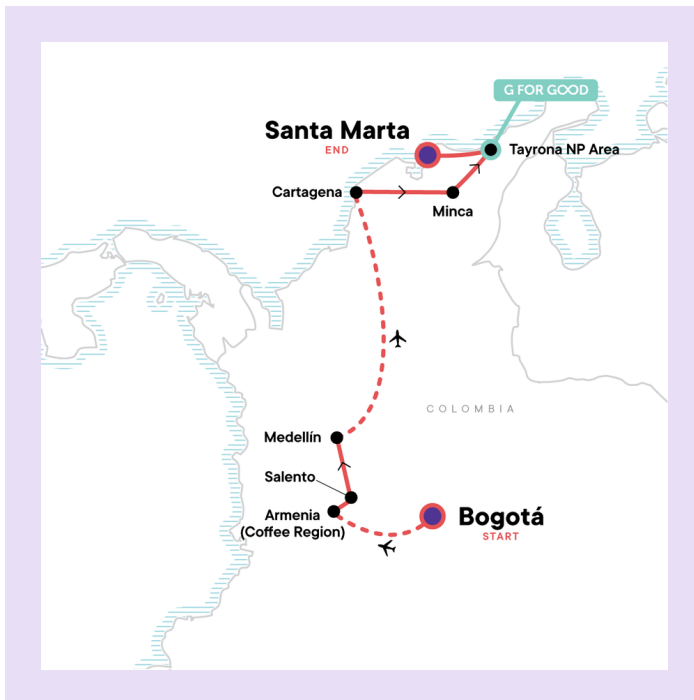 G FOR GOOD
Santa Marta
END
Tayrona NP Area
Cartagena
Minca
COLOMBIA
Medellín
Salento
Armenia
(Coffee Region)
Bogotá
START